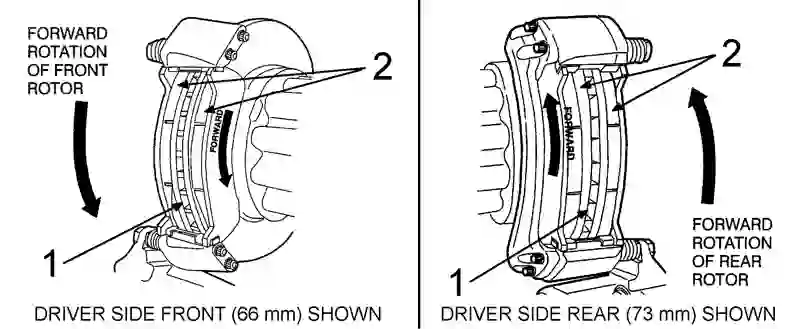 FORWARD
ROTATION
OF FRONT
ROTOR
2
FORWARD
1
DRIVER SIDE FRONT (66 mm) SHOWN
2
FORWARD
1
FORWARD
ROTATION
OF REAR
ROTOR
DRIVER SIDE REAR (73 mm) SHOWN